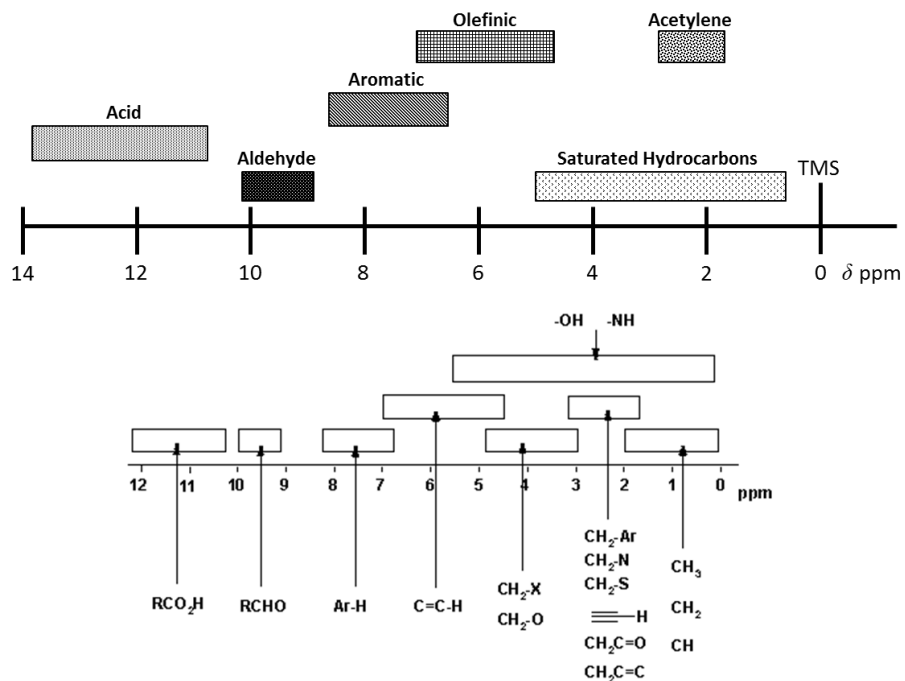 Olefinic Acetylene
Aromatic
Acid
Aldehyde Saturated Hydrocarbons TMS
14 12 10 8 6 4 2 0 δ ppm
-OH -NH
12 11 10 9 8 7 6 5 4 3 2 1 0 ppm
CH₂-Ar
CH₂-N
CH₂-S
H
CH₂C=O
CH₂C=C
CH₃
CH₂
CH
CH₂-X
CH₂-O
RCO₂H RCHO Ar-H C=C-H